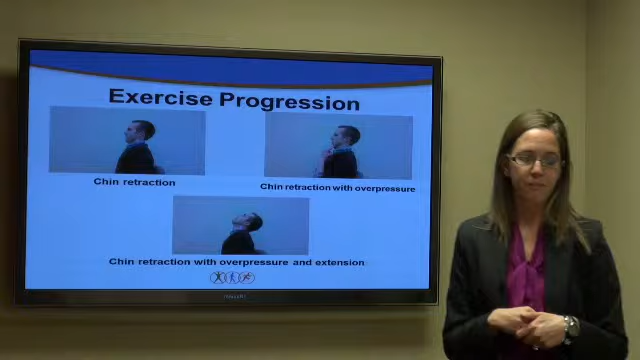 Exercise Progression
Chin retraction
Chin retraction with overpressure
Chin retraction with overpressure and extension